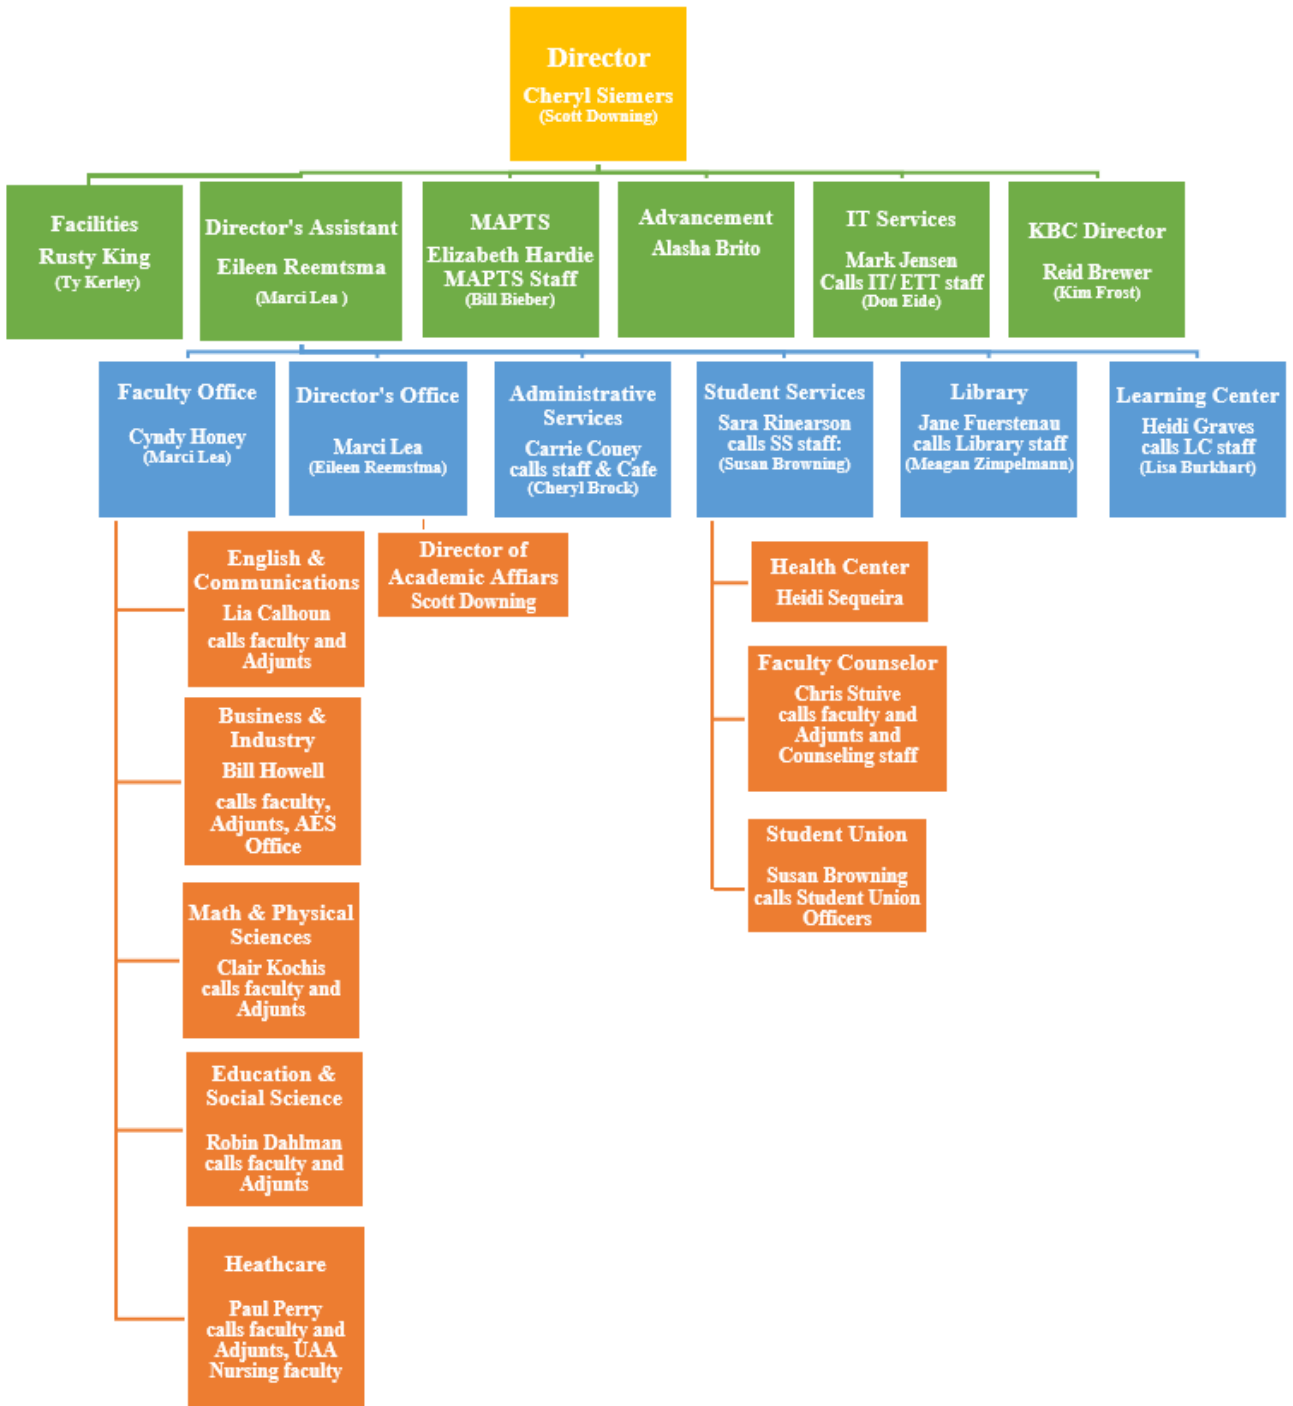 Director
Cheryl Siemers
(Scott Downing)
Facilities
Rusty King
(Ty Kerley)
Director's Assistant
Eileen Reemtsma
(Marci Lea )
MAPTS
Elizabeth Hardie
MAPTS Staff
(Bill Bieber)
Advancement
Alasha Brito
IT Services
Mark Jensen
Calls IT/ ETT staff
(Don Eide)
KBC Director
Reid Brewer
(Kim Frost)
Faculty Office
Cyndy Honey
(Marci Lea)
Director's Office
Marci Lea
(Eileen Reemstma)
Administrative
Services
Carrie Couey
calls staff & Cafe
(Cheryl Brock)
Student Services
Sara Rinearson
calls SS staff:
(Susan Browning)
Library
Jane Fuerstenau
calls Library staff
(Meagan Zimpelmann)
Learning Center
Heidi Graves
calls LC staff
(Lisa Burkhart)
English &
Communications
Lia Calhoun
calls faculty and
Adjunts
Business &
Industry
Bill Howell
calls faculty,
Adjunts, AES
Office
Math & Physical
Sciences
Clair Kochis
calls faculty and
Adjunts
Education &
Social Science
Robin Dahlman
calls faculty and
Adjunts
Heathcare
Paul Perry
calls faculty and
Adjunts, UAA
Nursing faculty
Director of
Academic Affiars
Scott Downing
Health Center
Heidi Sequeira
Faculty Counselor
Chris Stuive
calls faculty and
Adjunts and
Counseling staff
Student Union
Susan Browning
calls Student Union
Officers